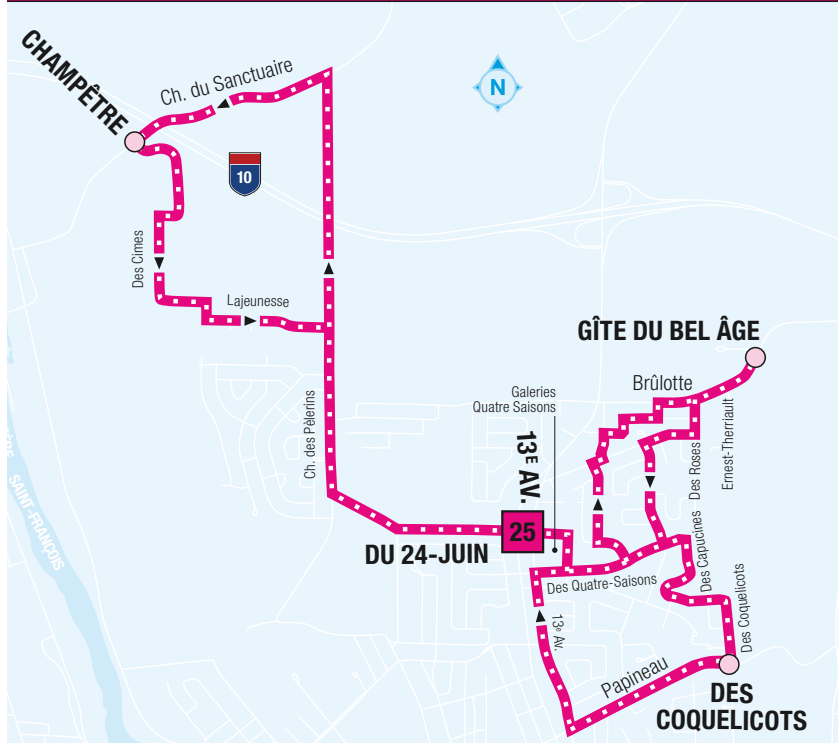 CHAMPÊTRE
Ch. du Sanctuaire
N
10
Des Cimes
Lajeunesse
GÎTE DU BEL ÂGE
Brûlotte
Galeries
Quatre Saisons
Ch. des Pèlerins
13E AV.
Des Roses
Ernest-Therriault
SAINT-FRANÇOIS
25
DU 24-JUIN
Des Quatre-Saisons
Des Capucines
13e Av.
Des Coquelicots
Papineau
DES
COQUELICOTS